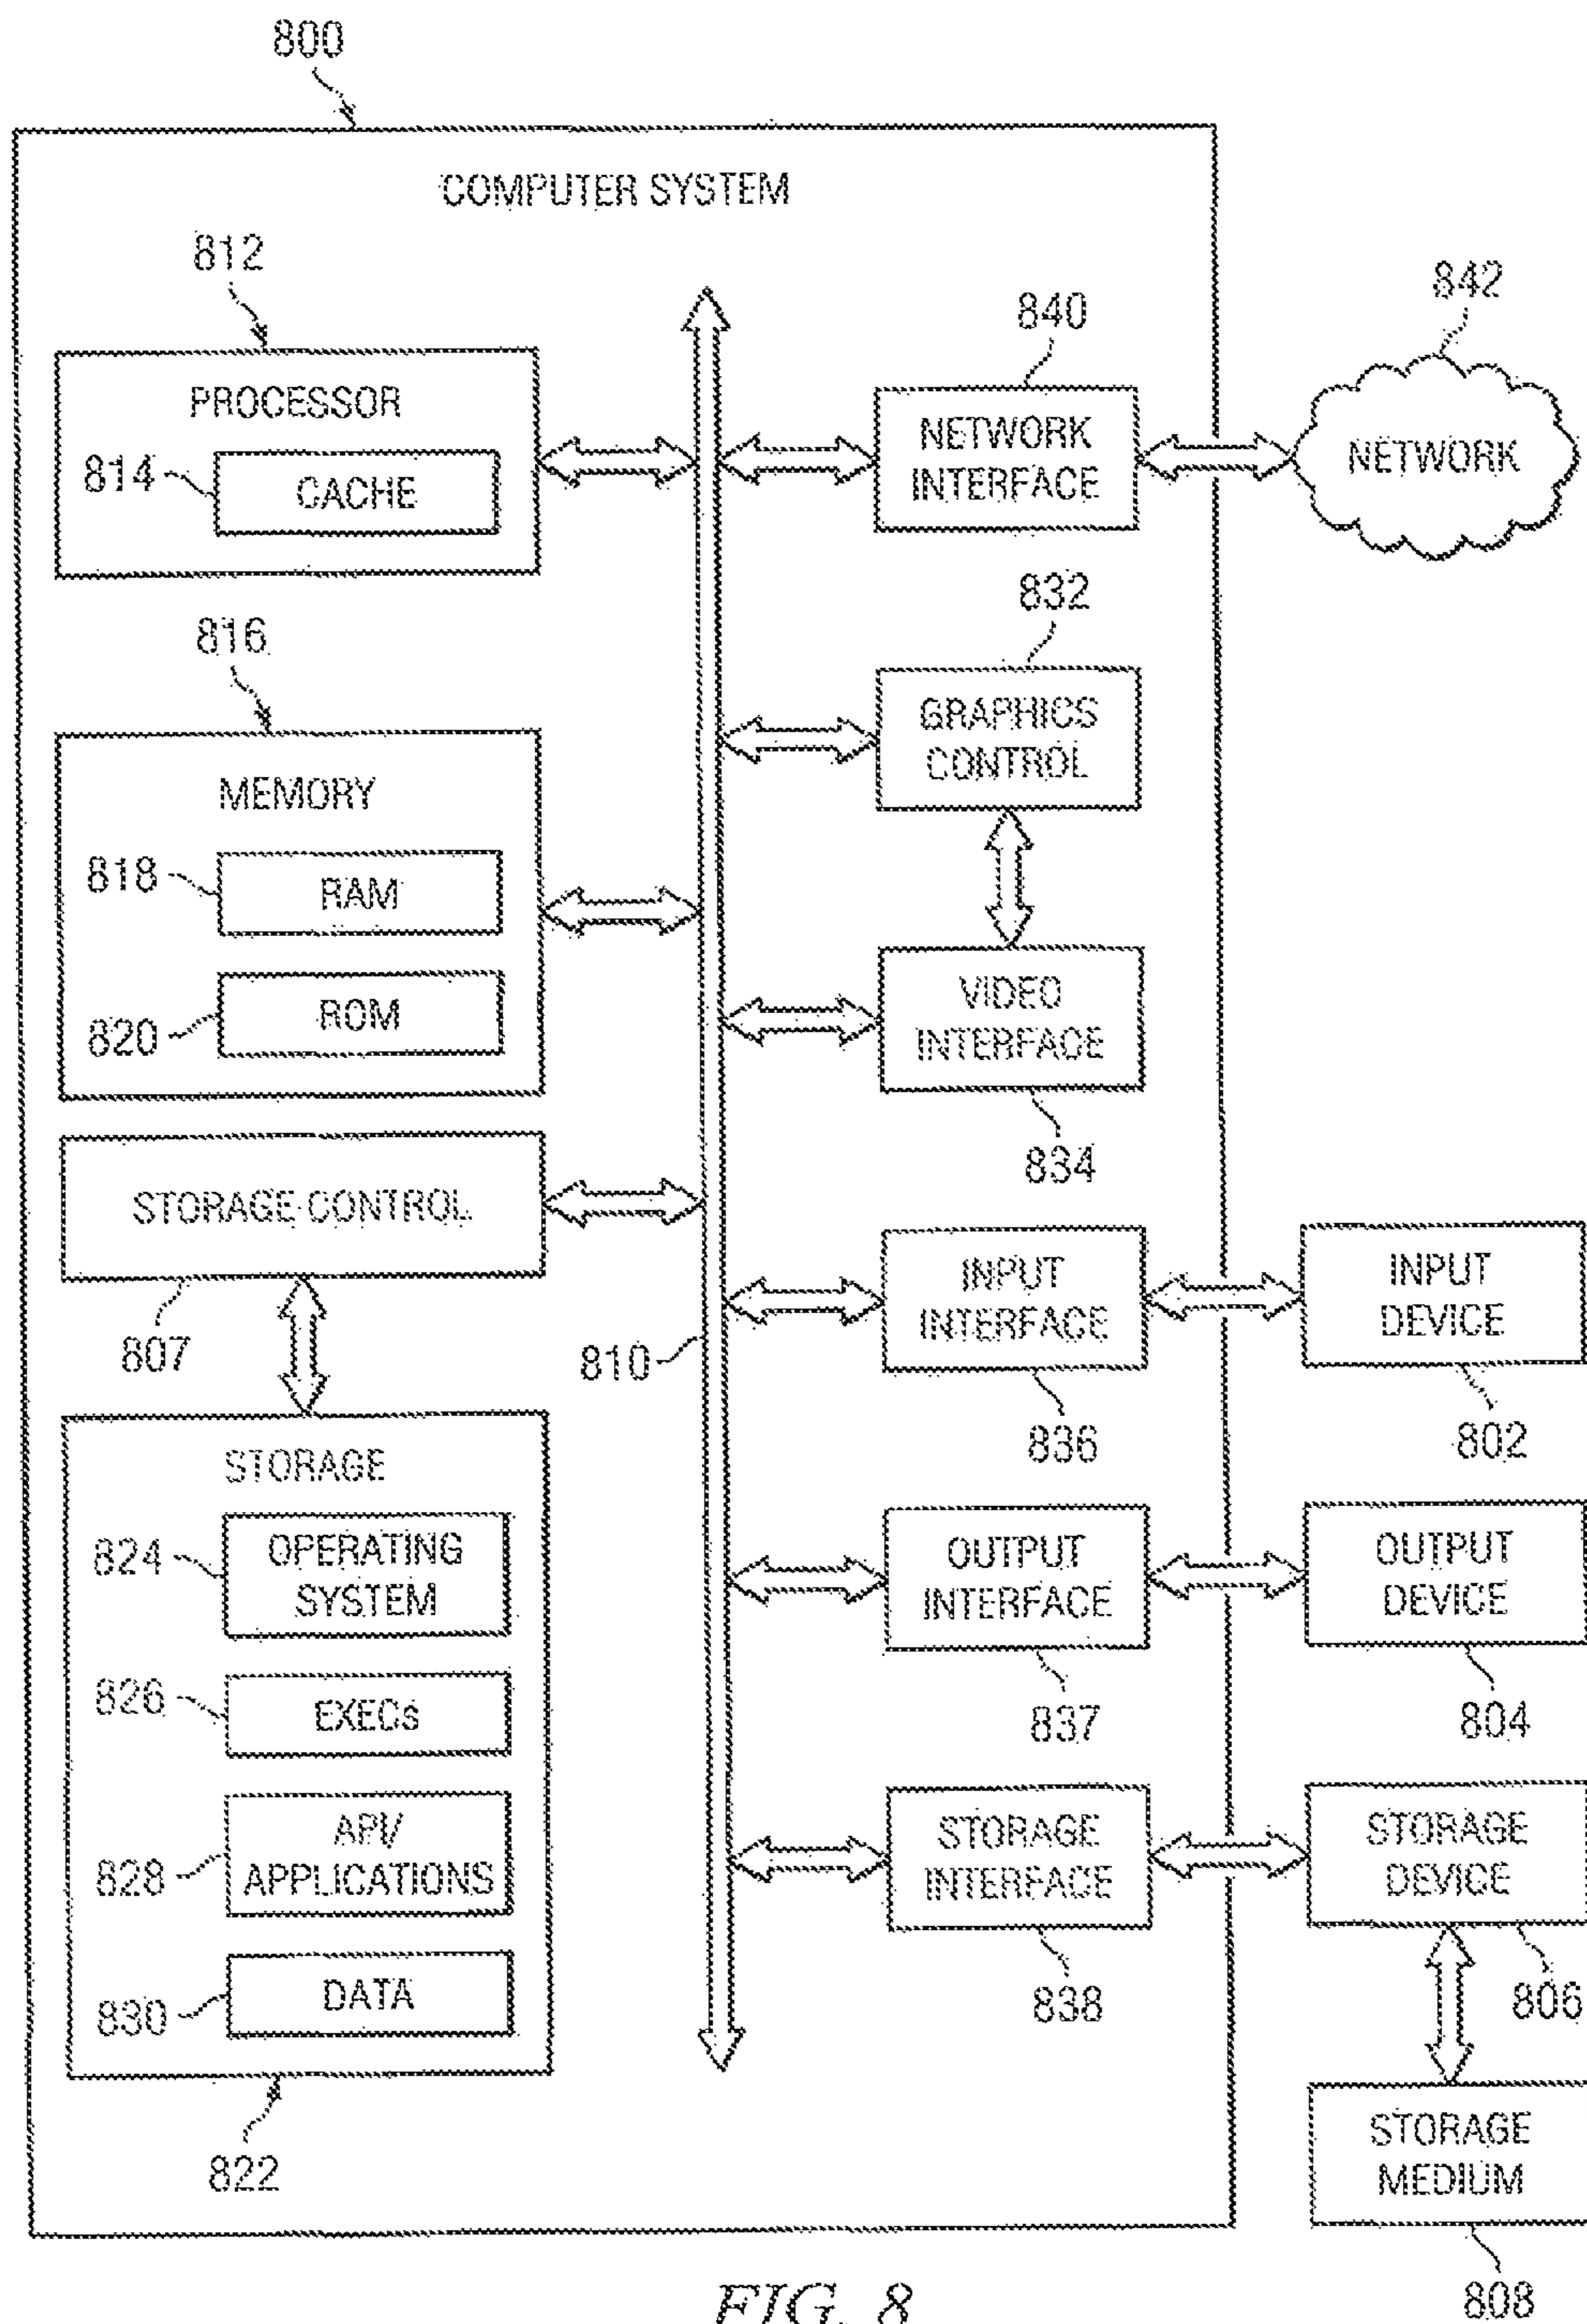 800
COMPUTER SYSTEM
812
PROCESSOR
814
CACHE
840
NETWORK
INTERFACE
842
NETWORK
832
GRAPHICS
CONTROL
816
MEMORY
818
RAM
820
ROM
VIDEO
INTERFACE
834
STORAGE CONTROL
807
810
INPUT
INTERFACE
836
INPUT
DEVICE
802
STORAGE
824
OPERATING
SYSTEM
826
EXECs
828
API/
APPLICATIONS
830
DATA
822
OUTPUT
INTERFACE
837
OUTPUT
DEVICE
804
STORAGE
INTERFACE
838
STORAGE
DEVICE
806
STORAGE
MEDIUM
808
FIG. 8